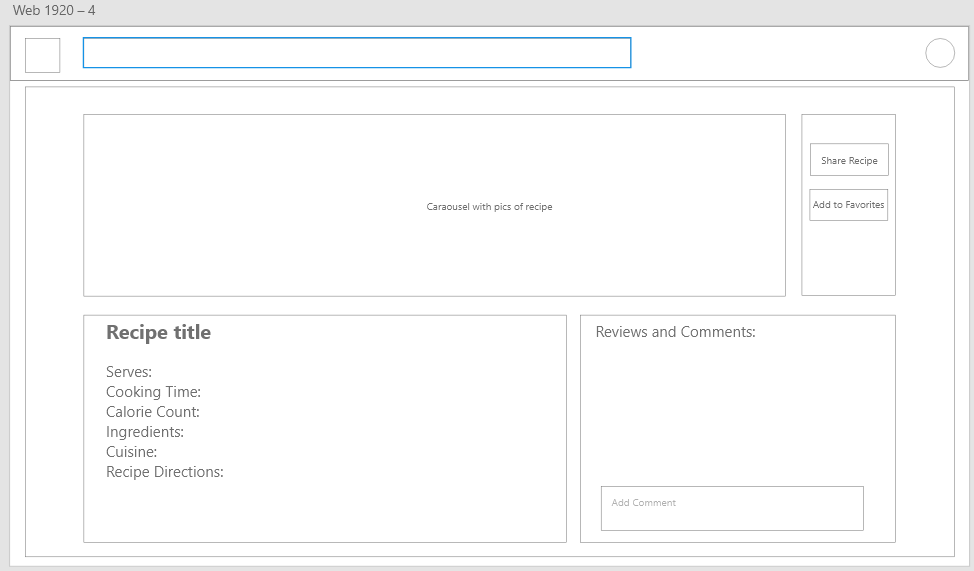 Web 1920 – 4
Caraousel with pics of recipe
Share Recipe
Add to Favorites
Recipe title
Serves:
Cooking Time:
Calorie Count:
Ingredients:
Cuisine:
Recipe Directions:
Reviews and Comments:
Add Comment